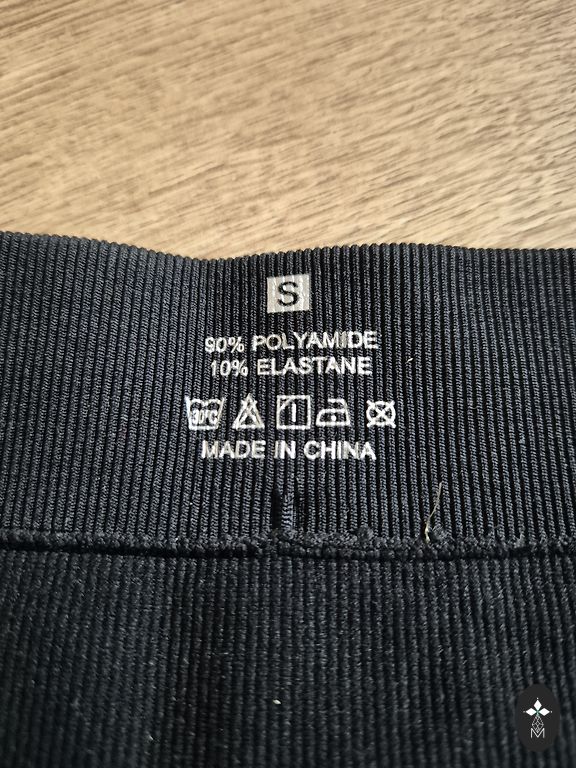 S
90% POLYAMIDE
10% ELASTANE
30°C
MADE IN CHINA
M